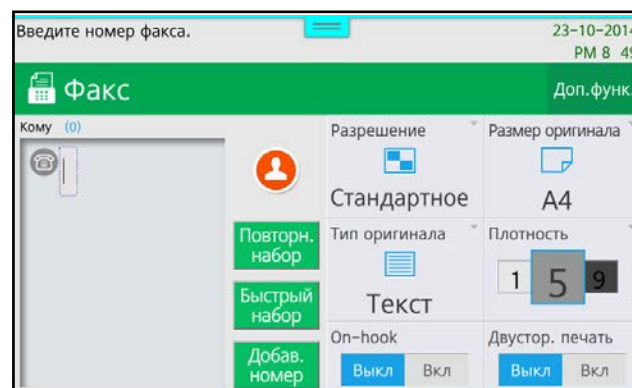 Введите номер факса.
23-10-2014
PM 8 49
Факс
Доп.функ.
Кому (0)
Повторн.
набор
Быстрый
набор
Добав.
номер
Разрешение
Стандартное
Размер оригинала
A4
Тип оригинала
Текст
Плотность
1 5 9
On-hook
Выкл Вкл
Двустор. печать
Выкл Вкл